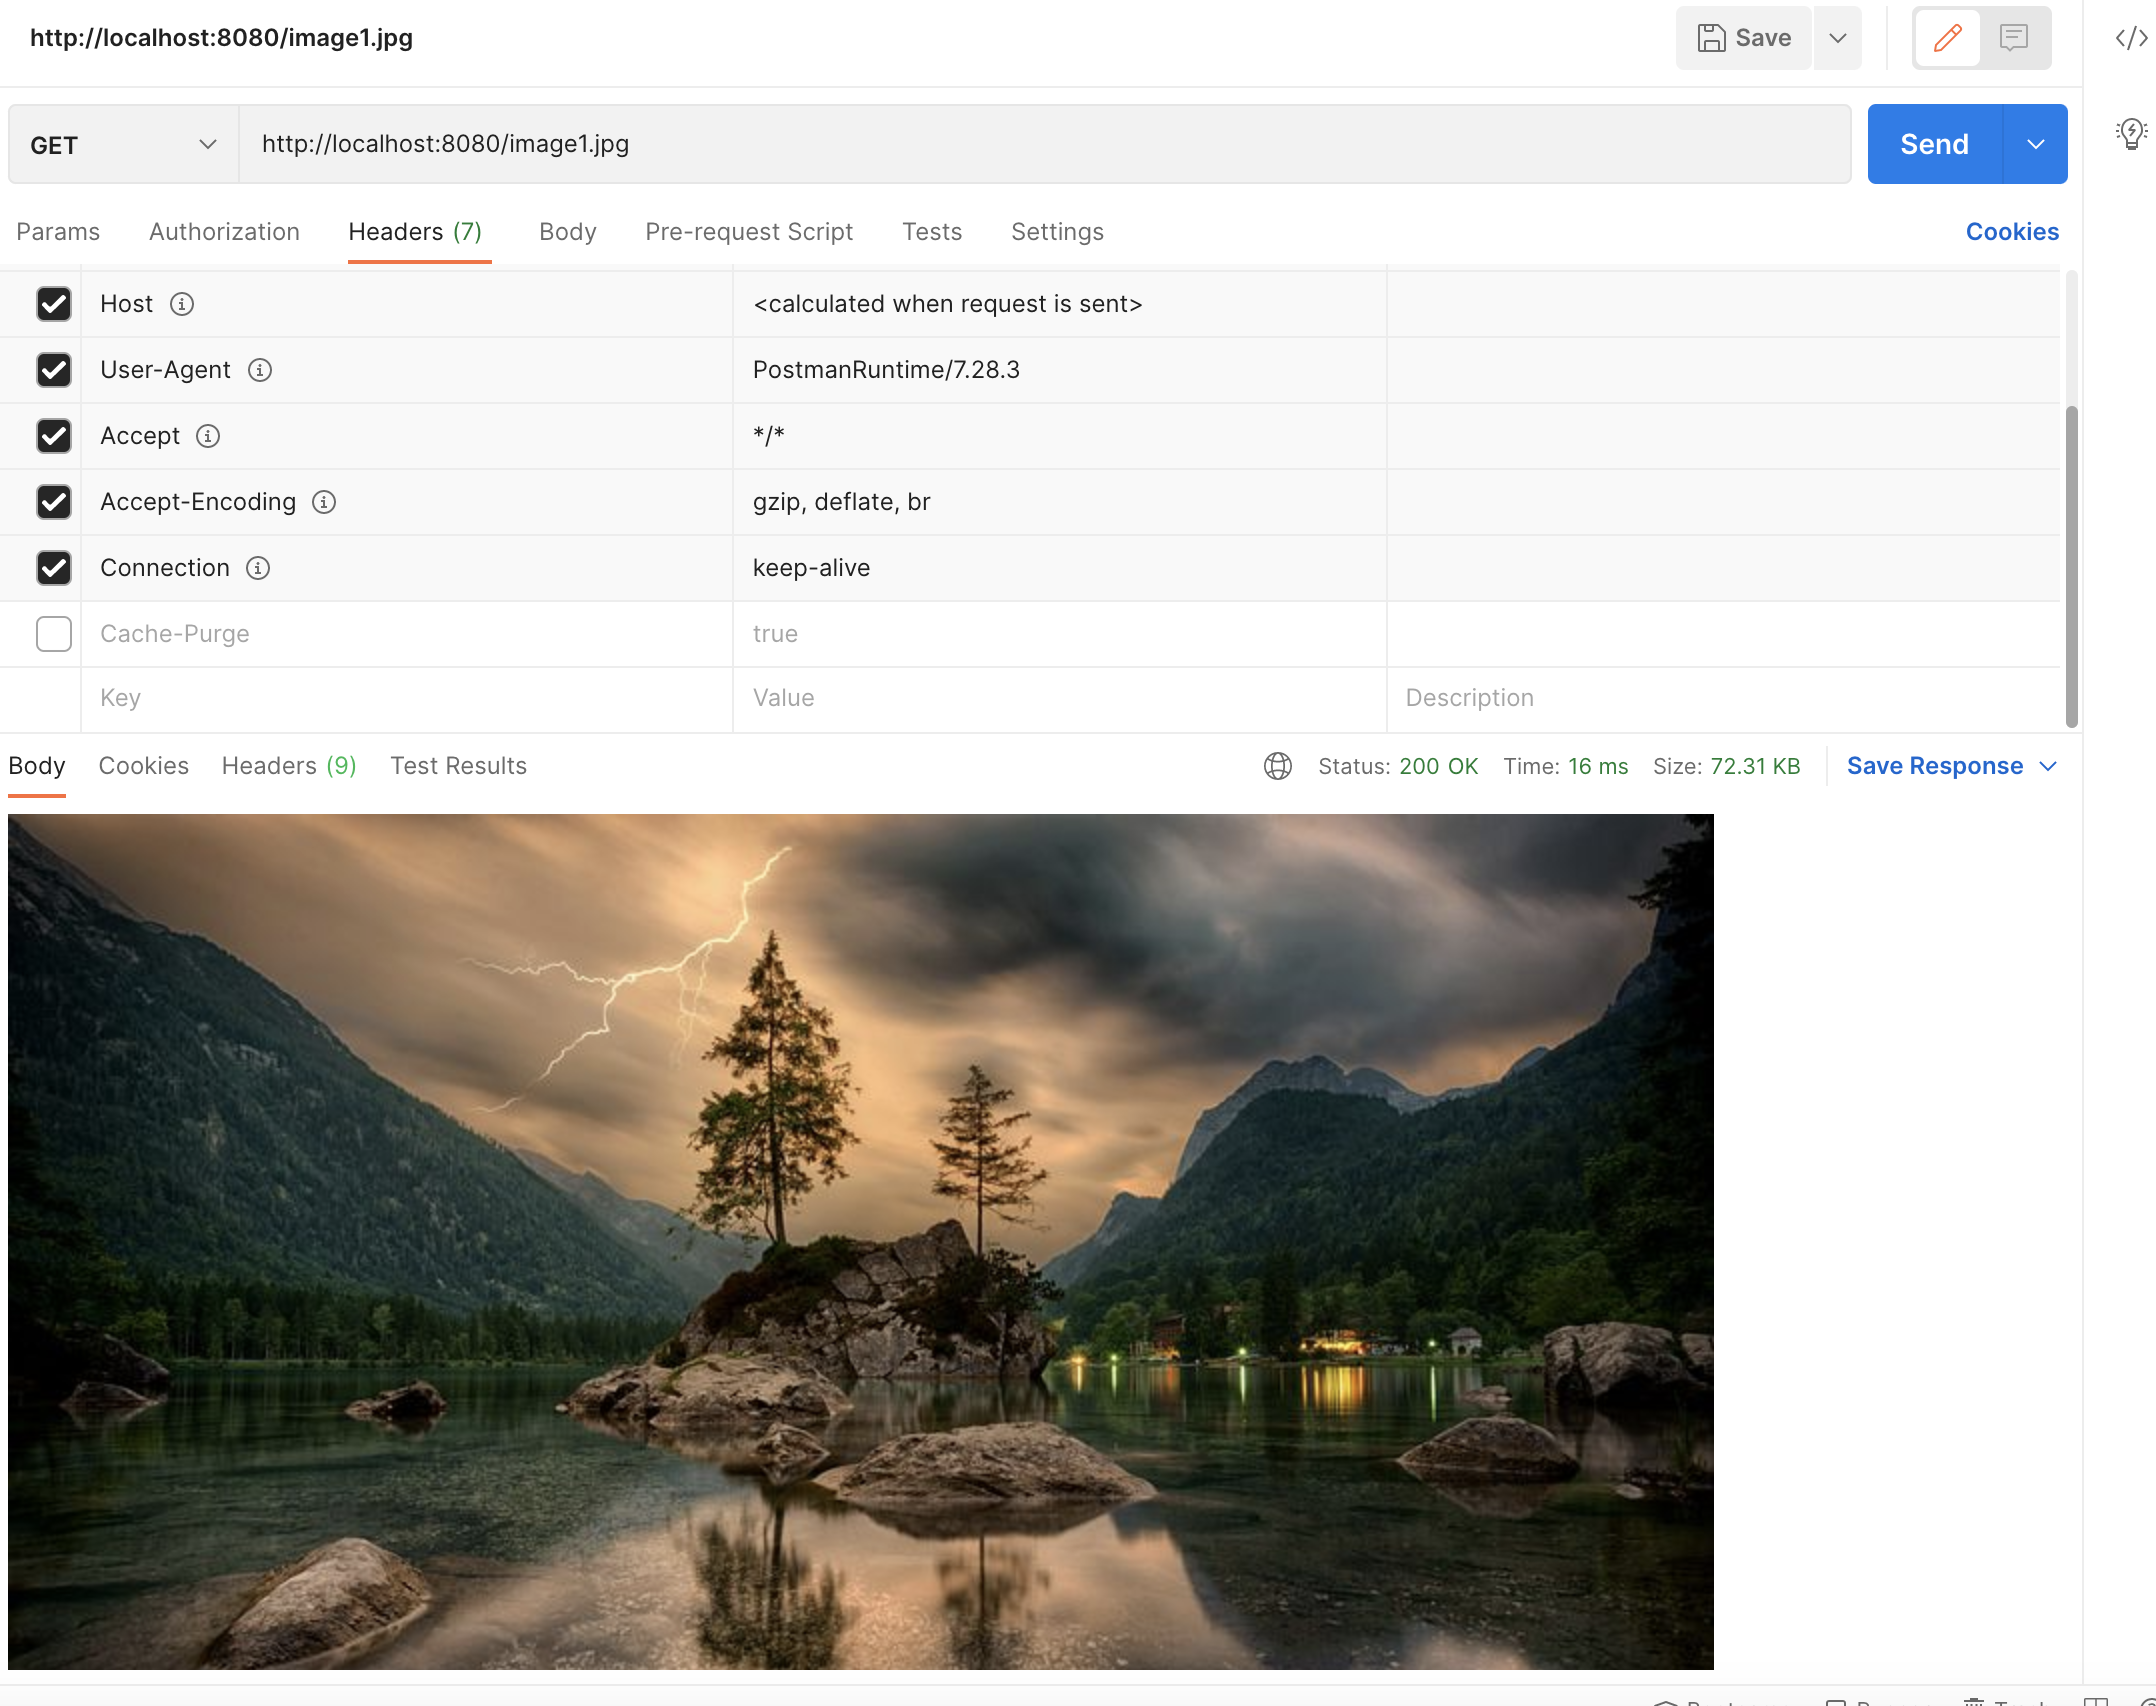 http://localhost:8080/image1.jpg
Save
GET http://localhost:8080/image1.jpg Send
Params Authorization Headers (7) Body Pre-request Script Tests Settings Cookies
Host <calculated when request is sent>
User-Agent PostmanRuntime/7.28.3
Accept */*
Accept-Encoding gzip, deflate, br
Connection keep-alive
Cache-Purge true
Key Value Description
Body Cookies Headers (9) Test Results Status: 200 OK Time: 16 ms Size: 72.31 KB Save Response